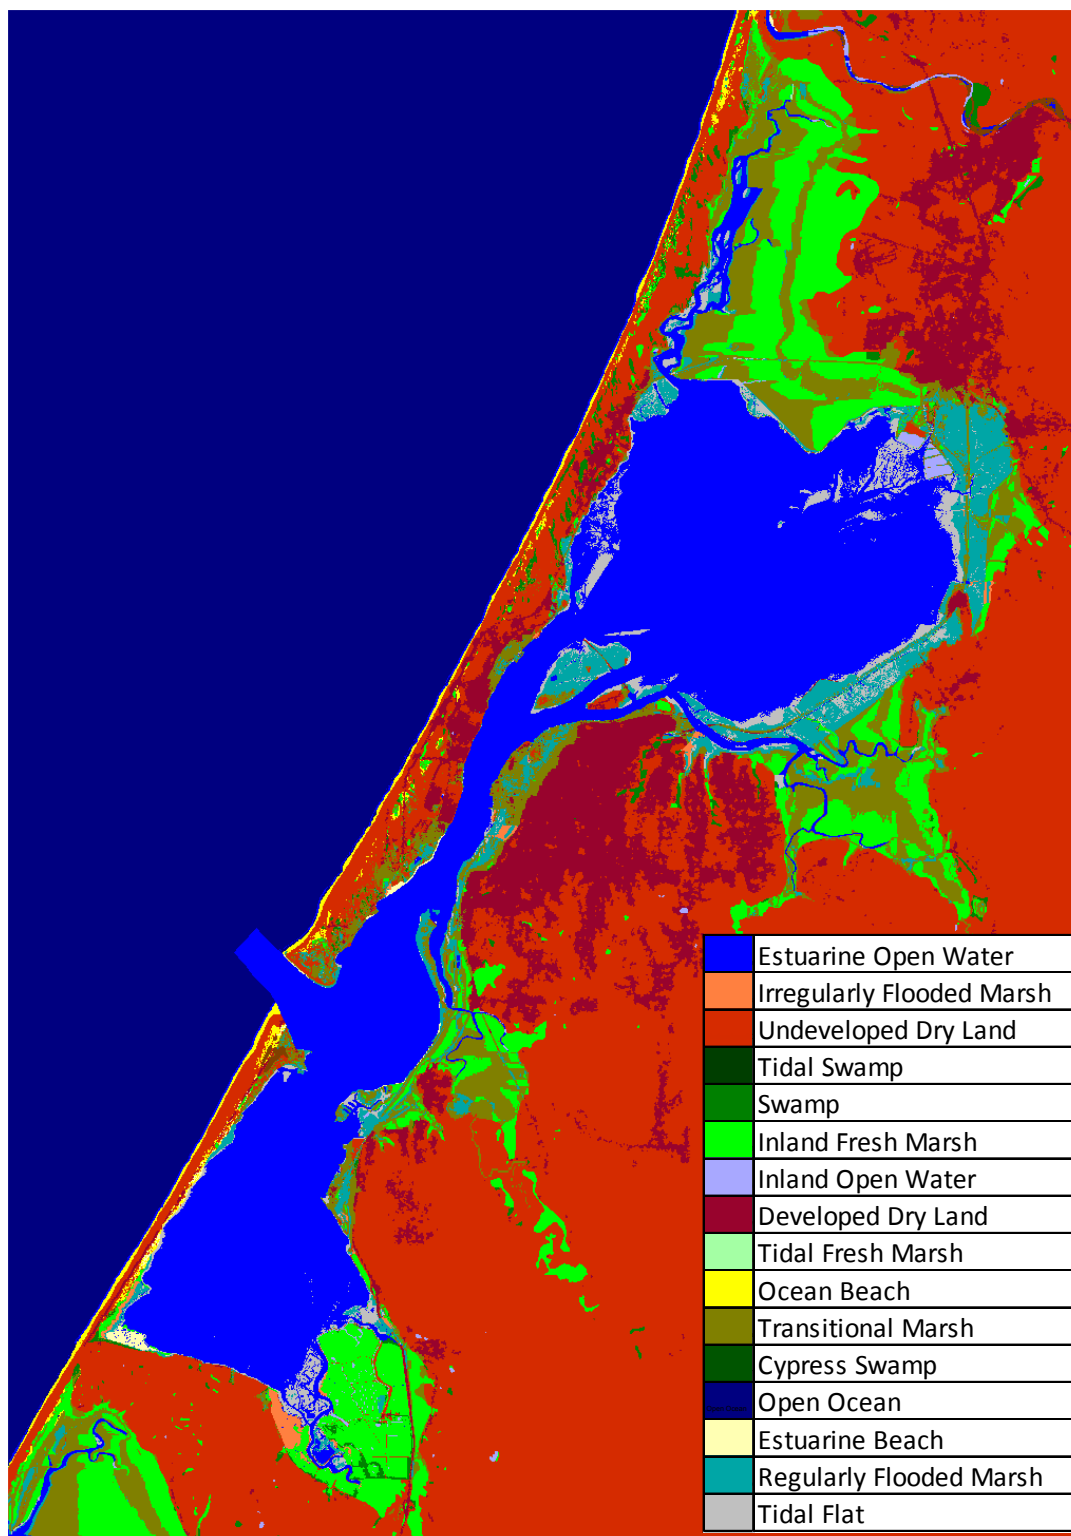 Estuarine Open Water
Irregularly Flooded Marsh
Undeveloped Dry Land
Tidal Swamp
Swamp
Inland Fresh Marsh
Inland Open Water
Developed Dry Land
Tidal Fresh Marsh
Ocean Beach
Transitional Marsh
Cypress Swamp
Open Ocean
Estuarine Beach
Regularly Flooded Marsh
Tidal Flat